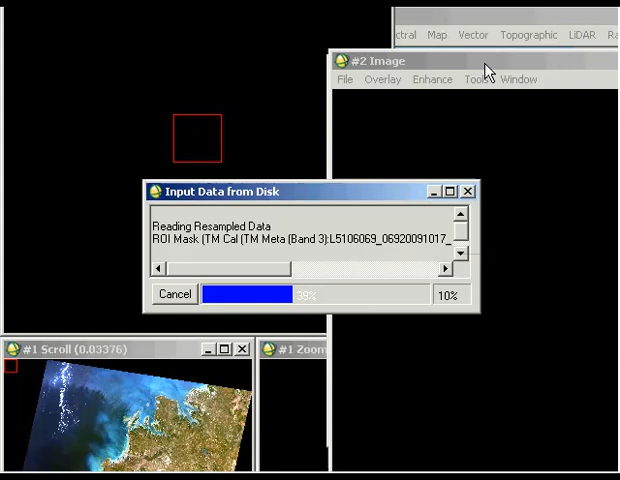 ctral Map Vector Topographic LiDAR Ra
#2 Image
File Overlay Enhance Tools Window
Input Data from Disk
Reading Resampled Data
ROI Mask (TM Cal (TM Meta (Band 3):L5106069_06920091017_
Cancel 39% 10%
#1 Scroll (0.03376) #1 Zoom